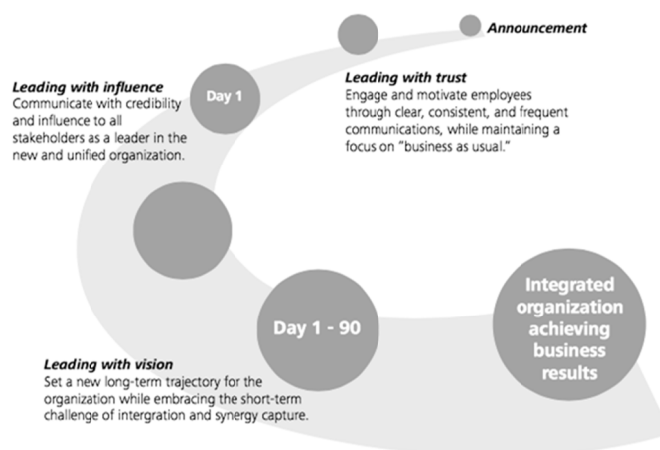 Announcement
Leading with trust
Engage and motivate employees
through clear, consistent, and frequent
communications, while maintaining a
focus on "business as usual."
Leading with influence
Communicate with credibility
and influence to all
stakeholders as a leader in the
new and unified organization.
Day 1
Day 1 - 90
Integrated
organization
achieving
business
results
Leading with vision
Set a new long-term trajectory for the
organization while embracing the short-term
challenge of intergration and synergy capture.